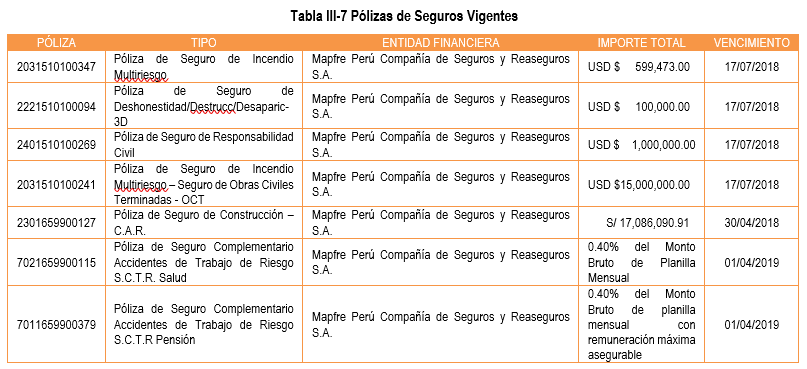 Tabla III-7 Pólizas de Seguros Vigentes
PÓLIZA TIPO ENTIDAD FINANCIERA IMPORTE TOTAL VENCIMIENTO
2031510100347
Póliza de Seguro de Incendio
Multiriesgo
Mapfre Perú Compañía de Seguros y Reaseguros
S.A.
USD $ 599,473.00
17/07/2018
2221510100094
Póliza de Seguro de
Deshonestidad/Destrucc/Desaparic-
3D
Mapfre Perú Compañía de Seguros y Reaseguros
S.A.
USD $ 100,000.00
17/07/2018
2401510100269
Póliza de Seguro de Responsabilidad
Civil
Mapfre Perú Compañía de Seguros y Reaseguros
S.A.
USD $ 1,000,000.00
17/07/2018
2031510100241
Póliza de Seguro de Incendio
Multiriesgo – Seguro de Obras Civiles
Terminadas - OCT
Mapfre Perú Compañía de Seguros y Reaseguros
S.A.
USD $15,000,000.00
17/07/2018
2301659900127
Póliza de Seguro de Construcción –
C.A.R.
Mapfre Perú Compañía de Seguros y Reaseguros
S.A.
S/ 17,086,090.91
30/04/2018
7021659900115
Póliza de Seguro Complementario
Accidentes de Trabajo de Riesgo
S.C.T.R. Salud
Mapfre Perú Compañía de Seguros y Reaseguros
S.A.
0.40% del Monto
Bruto de Planilla
Mensual
01/04/2019
7011659900379
Póliza de Seguro Complementario
Accidentes de Trabajo de Riesgo
S.C.T.R Pensión
Mapfre Perú Compañía de Seguros y Reaseguros
S.A.
0.40% del Monto
Bruto de planilla
mensual con
remuneración máxima
asegurable
01/04/2019